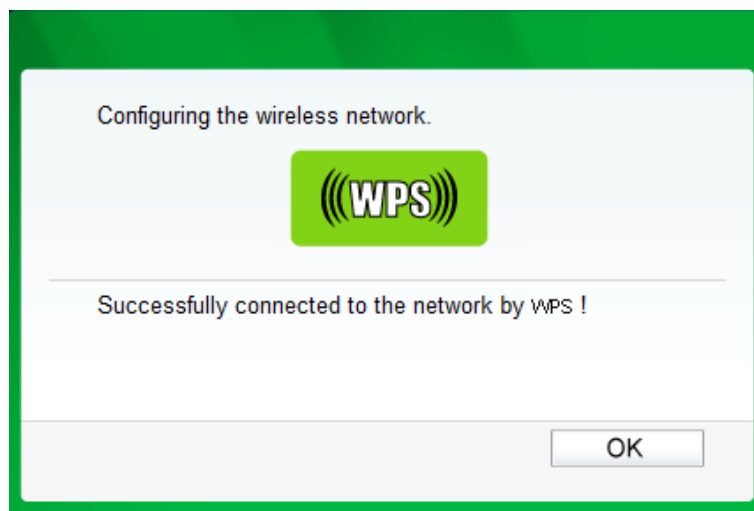 Configuring the wireless network.
(((WPS)))
Successfully connected to the network by WPS !
OK